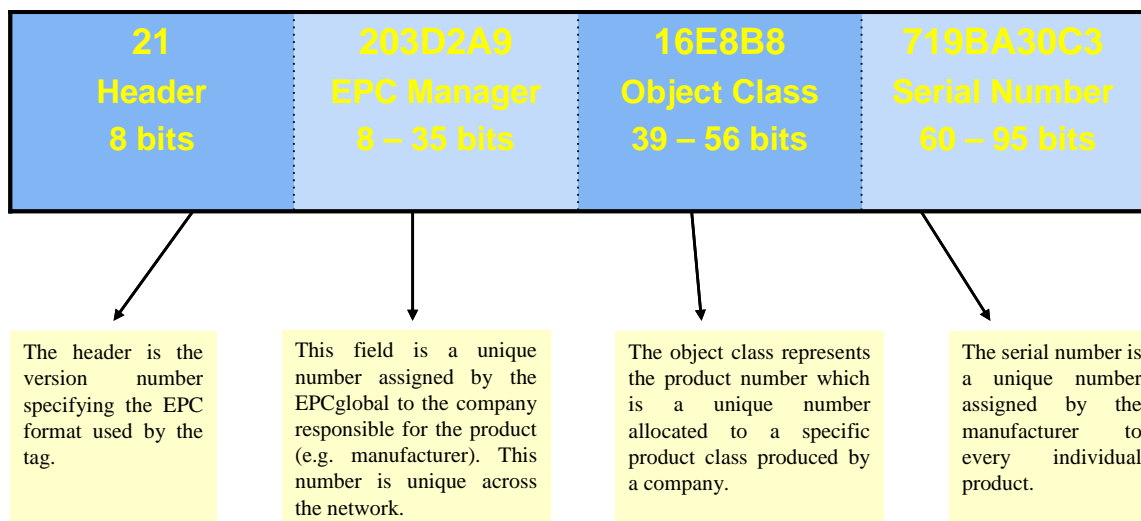 21
Header
8 bits
203D2A9
EPC Manager
8 – 35 bits
16E8B8
Object Class
39 – 56 bits
719BA30C3
Serial Number
60 – 95 bits
The header is the
version number
specifying the EPC
format used by the
tag.
This field is a unique
number assigned by the
EPCglobal to the company
responsible for the product
(e.g. manufacturer). This
number is unique across
the network.
The object class represents
the product number which
is a unique number
allocated to a specific
product class produced by
a company.
The serial number is
a unique number
assigned by the
manufacturer to
every individual
product.